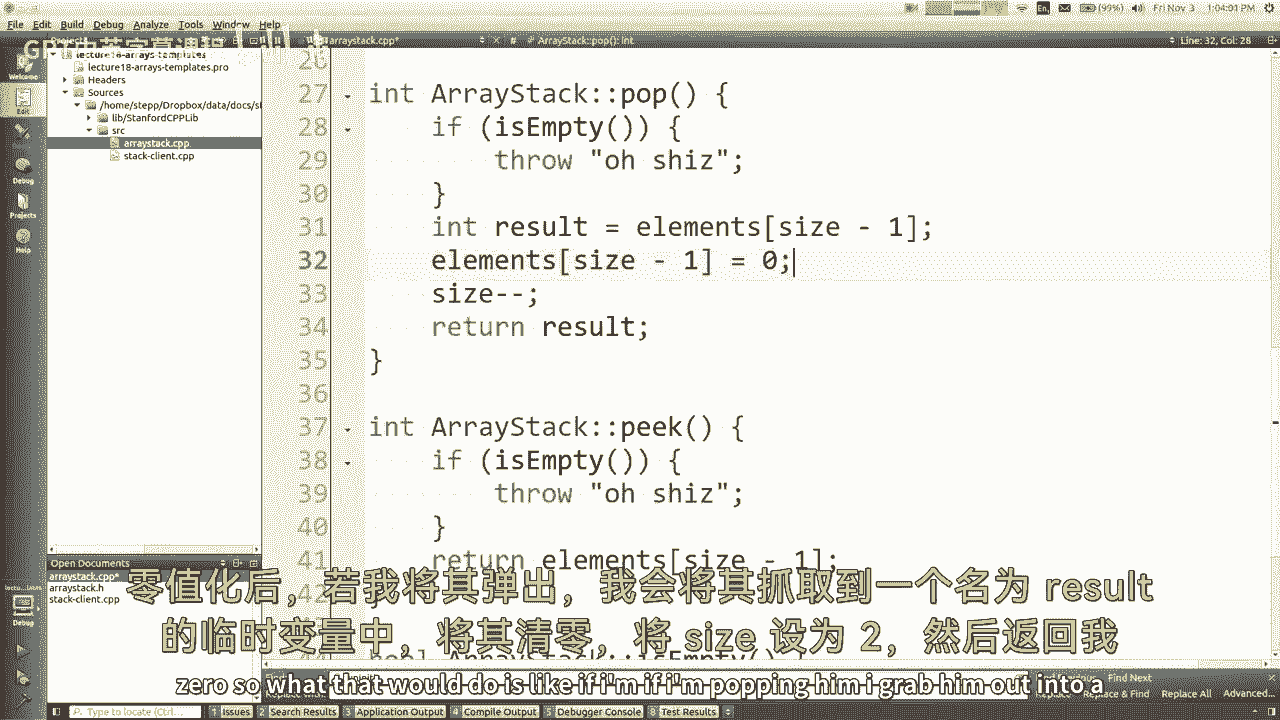 (99%) Fri Nov 3 1:04:01 PM
File Edit Build Debug Analyze Tools Window Help
GPT中英字幕课程
arraystack.cpp* # ArrayStack::pop(): int Line: 32, Col: 28
lecture18-arrays-templates
lecture18-arrays-templates.pro
Headers
Sources
/home/stepp/Dropbox/data/docs/s
lib/StanfordCPPLib
src
arraystack.cpp
stack-client.cpp
Welcome
Edit
Debug
Projects
Help
26
27 int ArrayStack::pop() {
28 if (isEmpty()) {
29 throw "oh shiz";
30 }
31 int result = elements[size - 1];
32 elements[size - 1] = 0;
33 size--;
34 return result;
35 }
36
37 int ArrayStack::peek() {
38 if (isEmpty()) {
39 throw "oh shiz";
40 }
41 return elements[size - 1];
Open Documents
arraystack.cpp*
arraystack.h
stack-client.cpp
Debug
零值化后，若我将其弹出，我会将其抓取到一个名为 result
的临时变量中，将其清零，将 size 设为 2，然后返回我
zero so what that would do is like if i'm if i'm popping him i grab him out into a
Find Next
Replace All Advanced...
Type to locate (Ctrl...
1 Issues 2 Search Results 3 Application Output 4 Compile Output 5 Debugger Console 8 Test Results